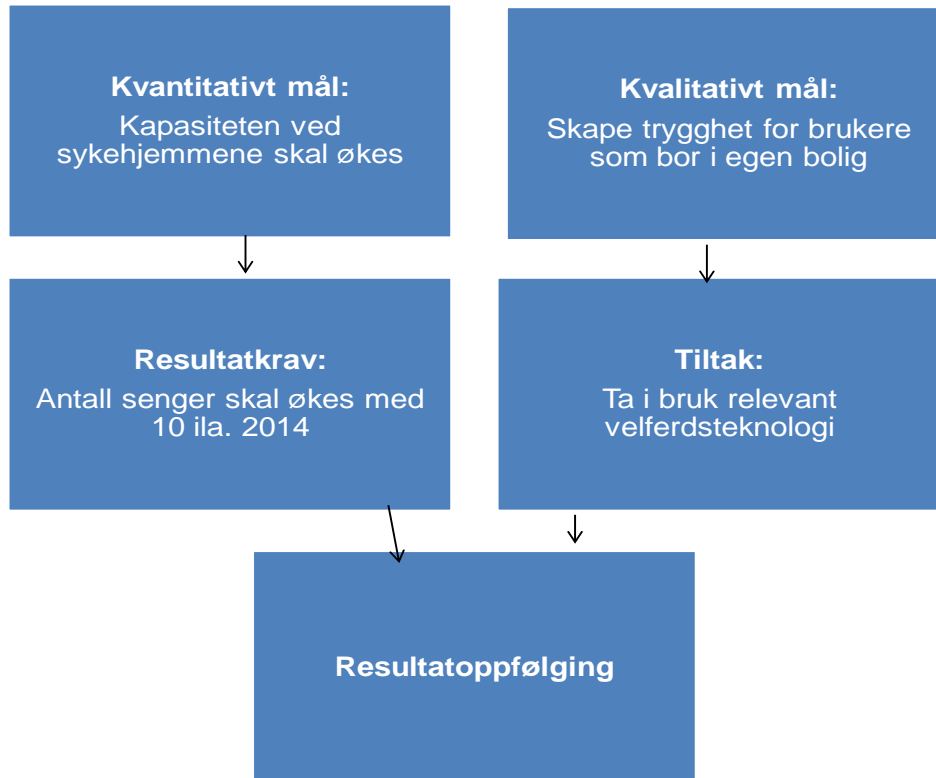 Kvantitativt mål:
Kapasiteten ved
sykehjemmene skal økes
Kvalitativt mål:
Skape trygghet for brukere
som bor i egen bolig
Resultatkrav:
Antall senger skal økes med
10 ila. 2014
Tiltak:
Ta i bruk relevant
velferdsteknologi
Resultatoppfølging